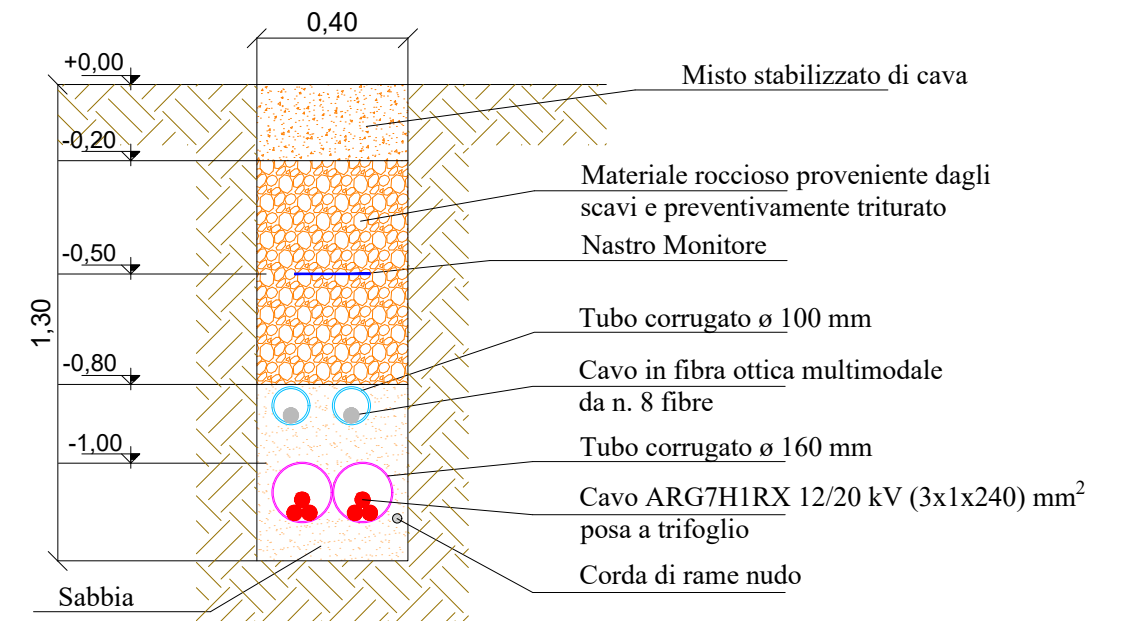 0,40
+0,00
Misto stabilizzato di cava
-0,20
Materiale roccioso proveniente dagli
scavi e preventivamente triturato
Nastro Monitore
-0,50
1,30
Tubo corrugato ø 100 mm
-0,80
Cavo in fibra ottica multimodale
da n. 8 fibre
-1,00
Tubo corrugato ø 160 mm
Cavo ARG7H1RX 12/20 kV (3x1x240) mm²
posa a trifoglio
Corda di rame nudo
Sabbia